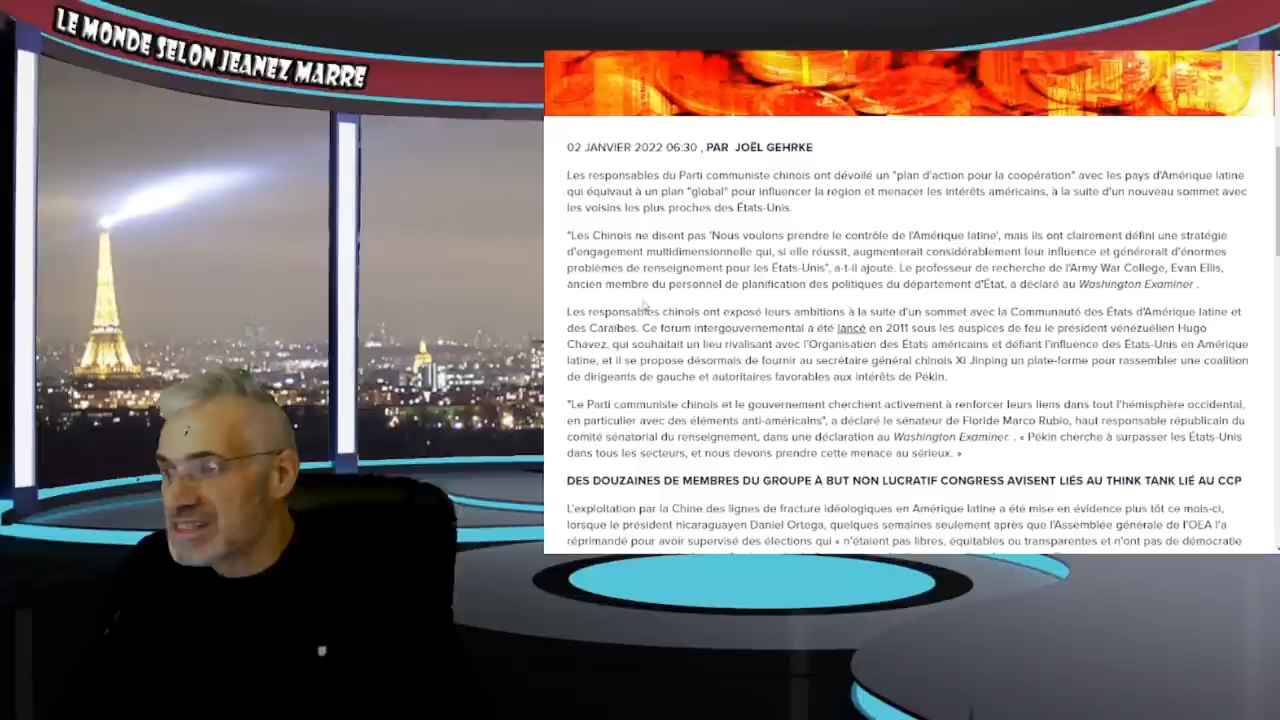 LE MONDE SELON JEANEZ MARRE
02 JANVIER 2022 06:30 , PAR JOËL GEHRKE
Les responsables du Parti communiste chinois ont dévoilé un "plan d'action pour la coopération" avec les pays d'Amérique latine
qui équivaut à un plan "global" pour influencer la région et menacer les intérêts américains, à la suite d'un nouveau sommet avec
les voisins les plus proches des États-Unis.
"Les Chinois ne disent pas 'Nous voulons prendre le contrôle de l'Amérique latine', mais ils ont clairement défini une stratégie
d'engagement multidimensionnelle qui, si elle réussit, augmenterait considérablement leur influence et générerait d'énormes
problèmes de renseignement pour les États-Unis", a-t-il ajouté. Le professeur de recherche de l'Army War College, Evan Ellis,
ancien membre du personnel de planification des politiques du département d'État, a déclaré au Washington Examiner .
Les responsables chinois ont exposé leurs ambitions à la suite d'un sommet avec la Communauté des États d'Amérique latine et
des Caraïbes. Ce forum intergouvernemental a été lancé en 2011 sous les auspices de feu le président vénézuélien Hugo
Chavez, qui souhaitait un lieu rivalisant avec l'Organisation des États américains et défiant l'influence des États-Unis en Amérique
latine, et il se propose désormais de fournir au secrétaire général chinois Xi Jinping un plate-forme pour rassembler une coalition
de dirigeants de gauche et autoritaires favorables aux intérêts de Pékin.
"Le Parti communiste chinois et le gouvernement cherchent activement à renforcer leurs liens dans tout l'hémisphère occidental,
en particulier avec des éléments anti-américains", a déclaré le sénateur de Floride Marco Rubio, haut responsable républicain du
comité sénatorial du renseignement, dans une déclaration au Washington Examiner. . « Pékin cherche à surpasser les États-Unis
dans tous les secteurs, et nous devons prendre cette menace au sérieux. »
DES DOUZAINES DE MEMBRES DU GROUPE À BUT NON LUCRATIF CONGRESS AVISENT LIÉS AU THINK TANK LIÉ AU CCP
L'exploitation par la Chine des lignes de fracture idéologiques en Amérique latine a été mise en évidence plus tôt ce mois-ci,
lorsque le président nicaraguayen Daniel Ortega, quelques semaines seulement après que l'Assemblée générale de l'OEA l'a
réprimandé pour avoir supervisé des élections qui « n'étaient pas libres, équitables ou transparentes et n'ont pas de démocratie